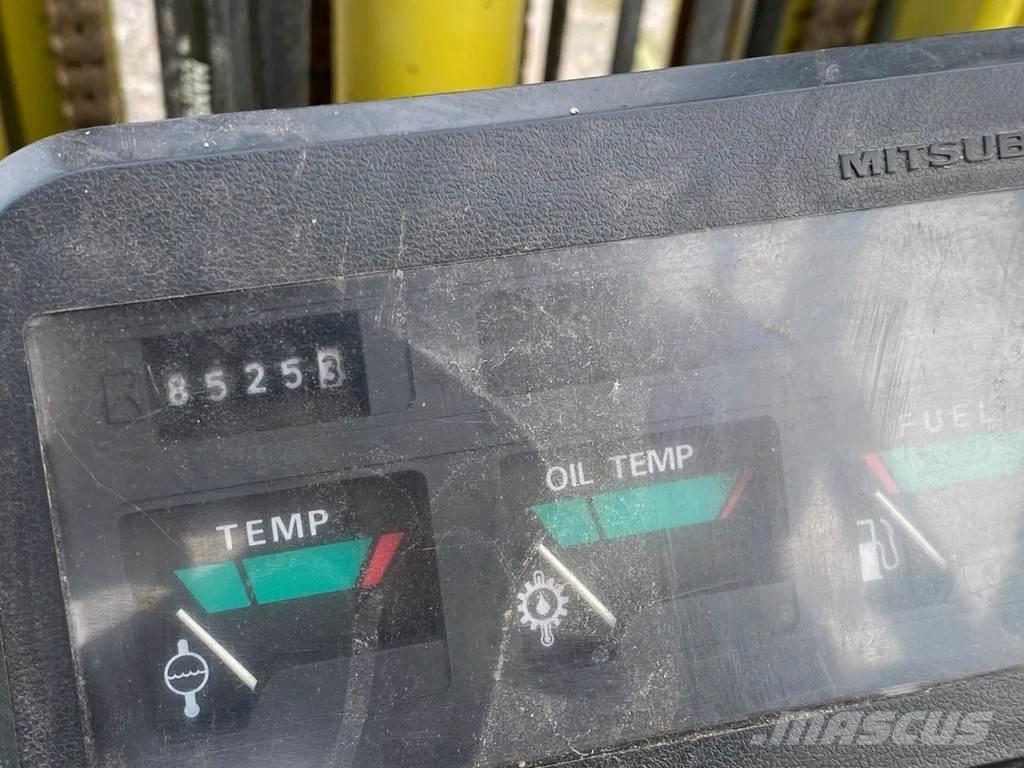 MITSUB
85253
FUEL
OIL TEMP
TEMP
MASCUS